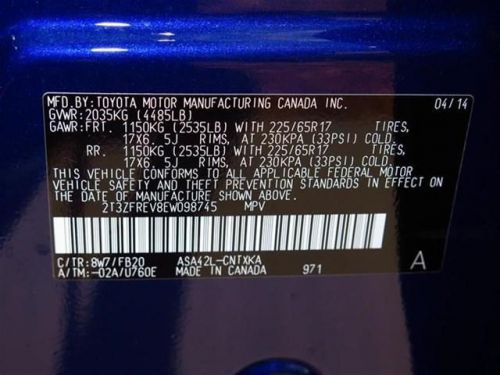 MFD.BY:TOYOTA MOTOR MANUFACTURING CANADA INC. 04/14
GVWR:2035KG (4485LB)
GAWR:FRT. 1150KG (2535LB) WITH 225/65R17 TIRES,
17X6. 5J RIMS, AT 230KPA (33PSI) COLD
RR. 1150KG (2535LB) WITH 225/65R17 TIRES,
17X6. 5J RIMS, AT 230KPA (33PSI) COLD.
THIS VEHICLE CONFORMS TO ALL APPLICABLE FEDERAL MOTOR
VEHICLE SAFETY AND THEFT PREVENTION STANDARDS IN EFFECT ON
THE DATE OF MANUFACTURE SHOWN ABOVE.
2T3ZFREV8EW098745 MPV
C/TR:8W7/FB20 ASA42L-CNTXKA
A/TM:-02A/U760E MADE IN CANADA 971 A